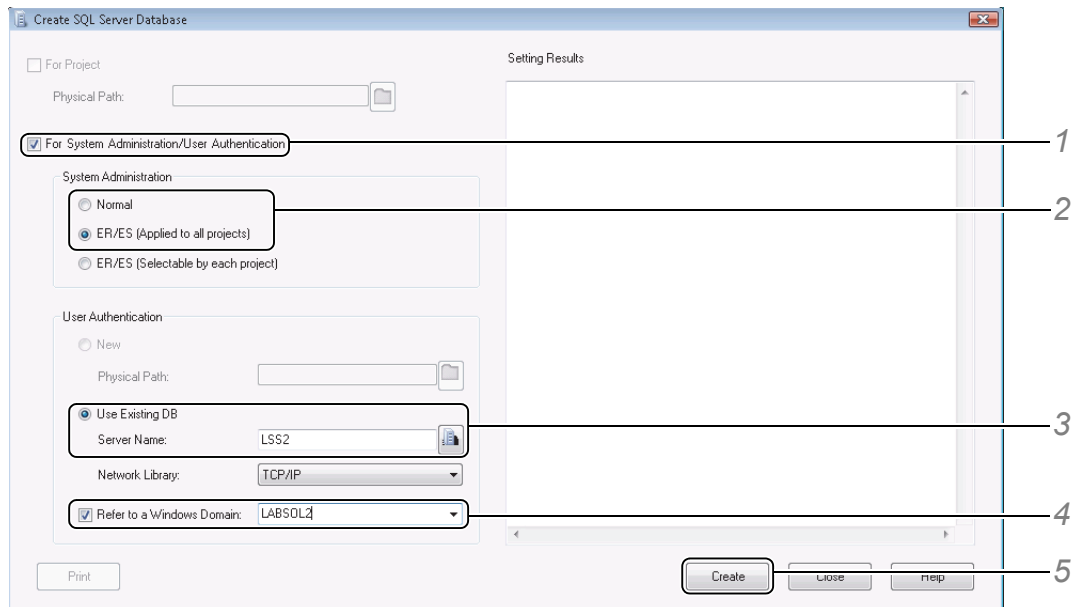 Create SQL Server Database
For Project
Physical Path:
Setting Results
For System Administration/User Authentication
1
System Administration
Normal
ER/ES (Applied to all projects)
2
ER/ES (Selectable by each project)
User Authentication
New
Physical Path:
Use Existing DB
Server Name: LSS2
3
Network Library: TCP/IP
Refer to a Windows Domain: LABSOL2
4
Print
Create
Close
Help
5